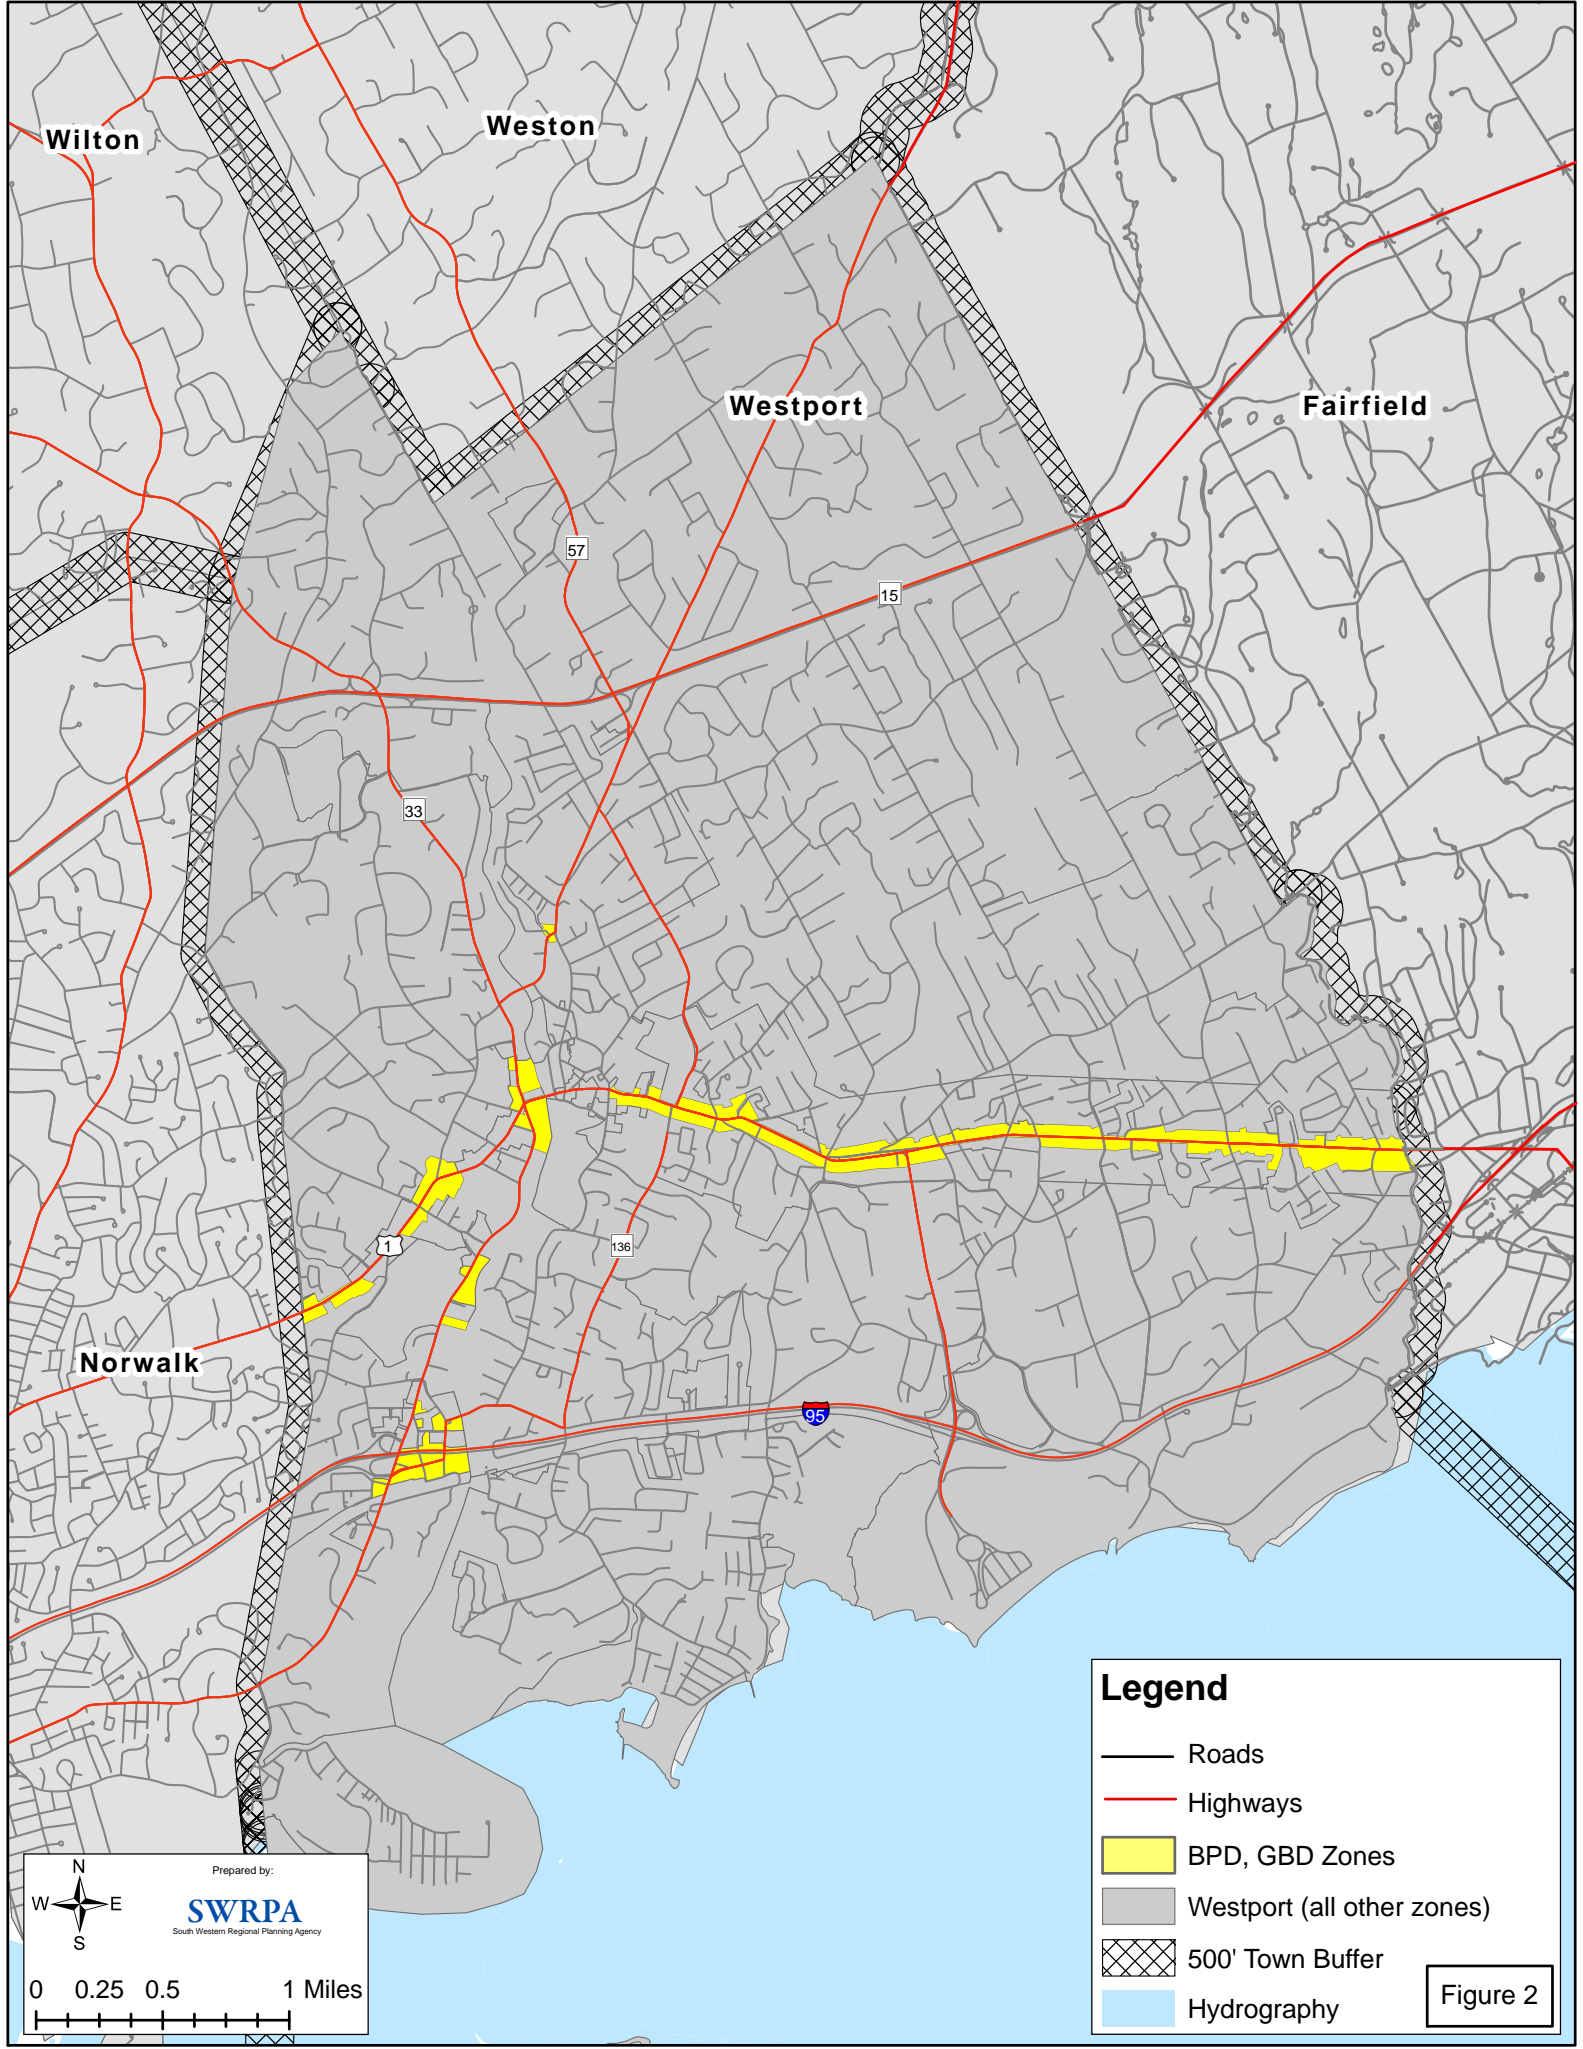 Weston
Wilton
Westport
Fairfield
57
15
33
1
136
Norwalk
95
Legend
Roads
Highways
BPD, GBD Zones
Westport (all other zones)
500' Town Buffer
Hydrography
Figure 2
N
W E
S
Prepared by:
SWRPA
South Western Regional Planning Agency
0 0.25 0.5 1 Miles